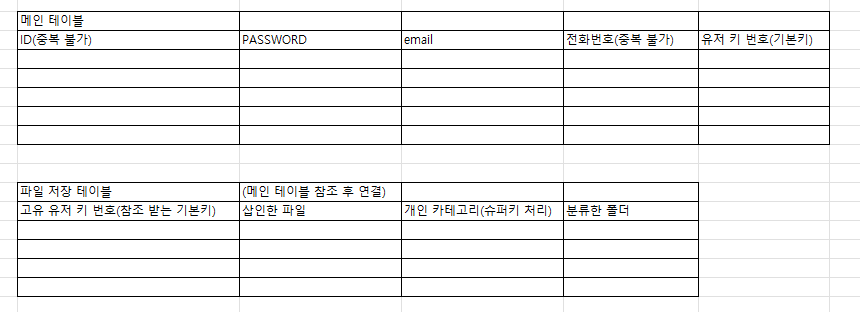 메인 테이블
ID(중복 불가) PASSWORD email 전화번호(중복 불가) 유저 키 번호(기본키)
파일 저장 테이블 (메인 테이블 참조 후 연결)
고유 유저 키 번호(참조 받는 기본키) 삽인한 파일 개인 카테고리(슈퍼키 처리) 분류한 폴더